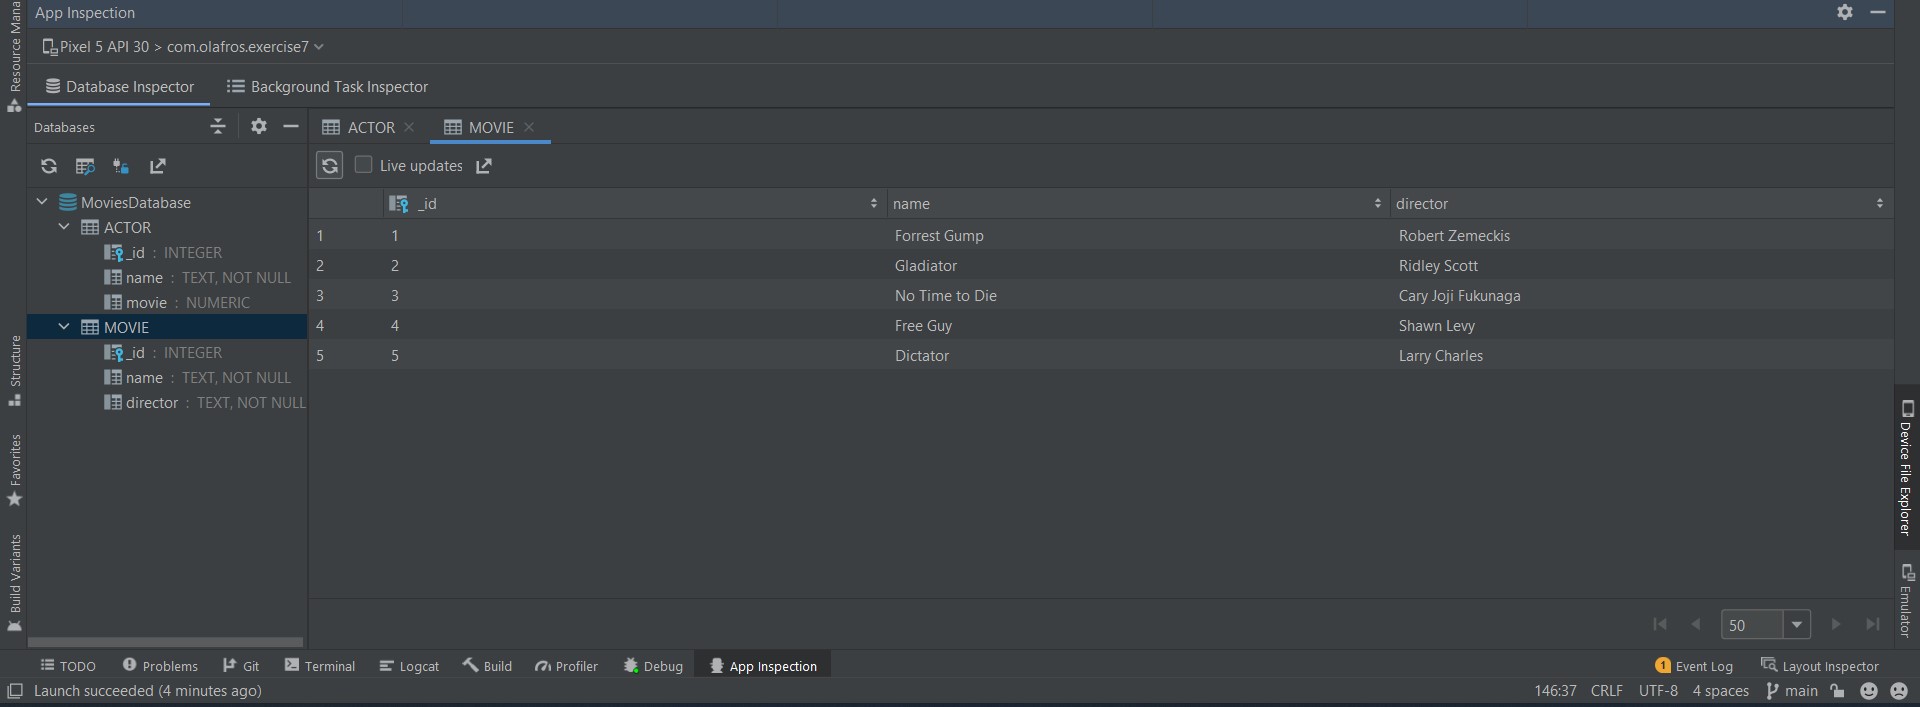 App Inspection
Pixel 5 API 30 > com.olafros.exercise7
Database Inspector Background Task Inspector
Databases
ACTOR MOVIE
Live updates
MoviesDatabase
ACTOR
_id : INTEGER
name : TEXT, NOT NULL
movie : NUMERIC
MOVIE
_id : INTEGER
name : TEXT, NOT NULL
director : TEXT, NOT NULL
_id name director
1 1 Forrest Gump Robert Zemeckis
2 2 Gladiator Ridley Scott
3 3 No Time to Die Cary Joji Fukunaga
4 4 Free Guy Shawn Levy
5 5 Dictator Larry Charles
50
Resource Mana
Structure
Favorites
Build Variants
Device File Explorer
Emulator
TODO Problems Git Terminal Logcat Build Profiler Debug App Inspection 1 Event Log Layout Inspector
Launch succeeded (4 minutes ago) 146:37 CRLF UTF-8 4 spaces main